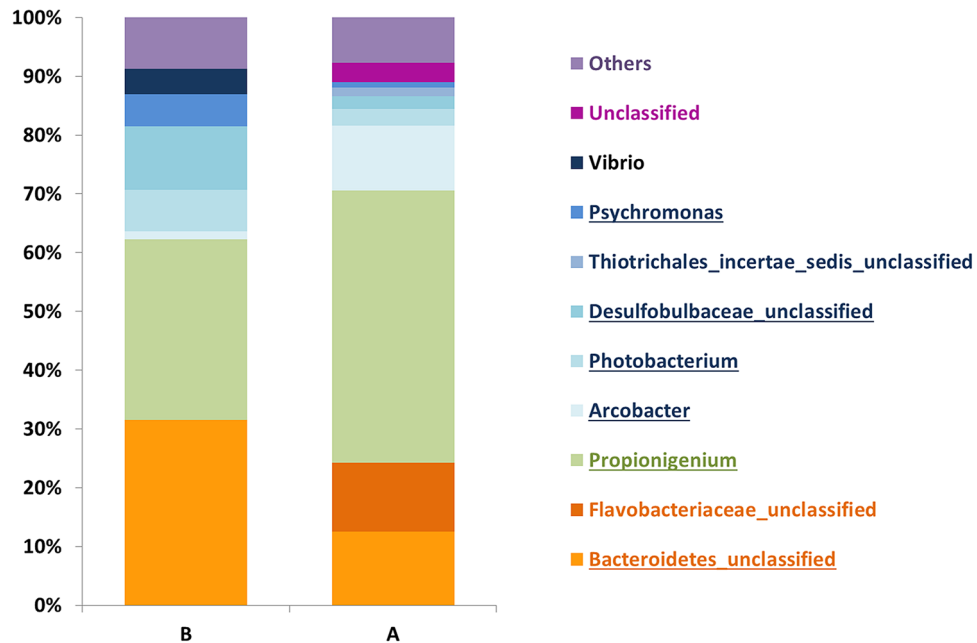 100%
90%
80%
70%
60%
50%
40%
30%
20%
10%
0%
B
A
Others
Unclassified
Vibrio
Psychromonas
Thiotrichales_incertae_sedis_unclassified
Desulfobulbaceae_unclassified
Photobacterium
Arcobacter
Propionigenium
Flavobacteriaceae_unclassified
Bacteroidetes_unclassified